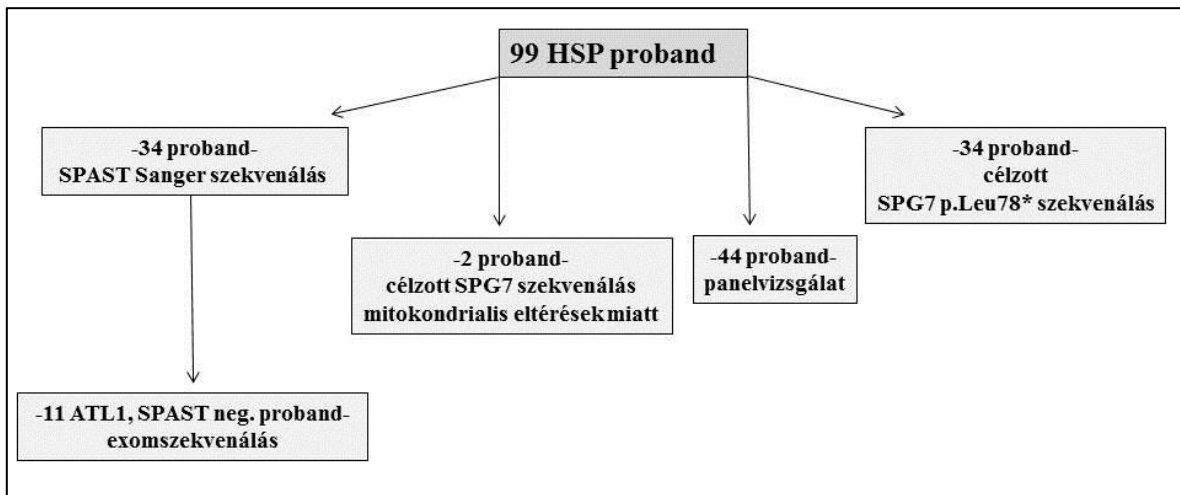 99 HSP proband
-34 proband-
SPAST Sanger szekvenálás
-34 proband-
célzott
SPG7 p.Leu78* szekvenálás
-2 proband-
célzott SPG7 szekvenálás
mitokondrialis eltérések miatt
-44 proband-
panelvizsgálat
-11 ATL1, SPAST neg. proband-
exomszekvenálás